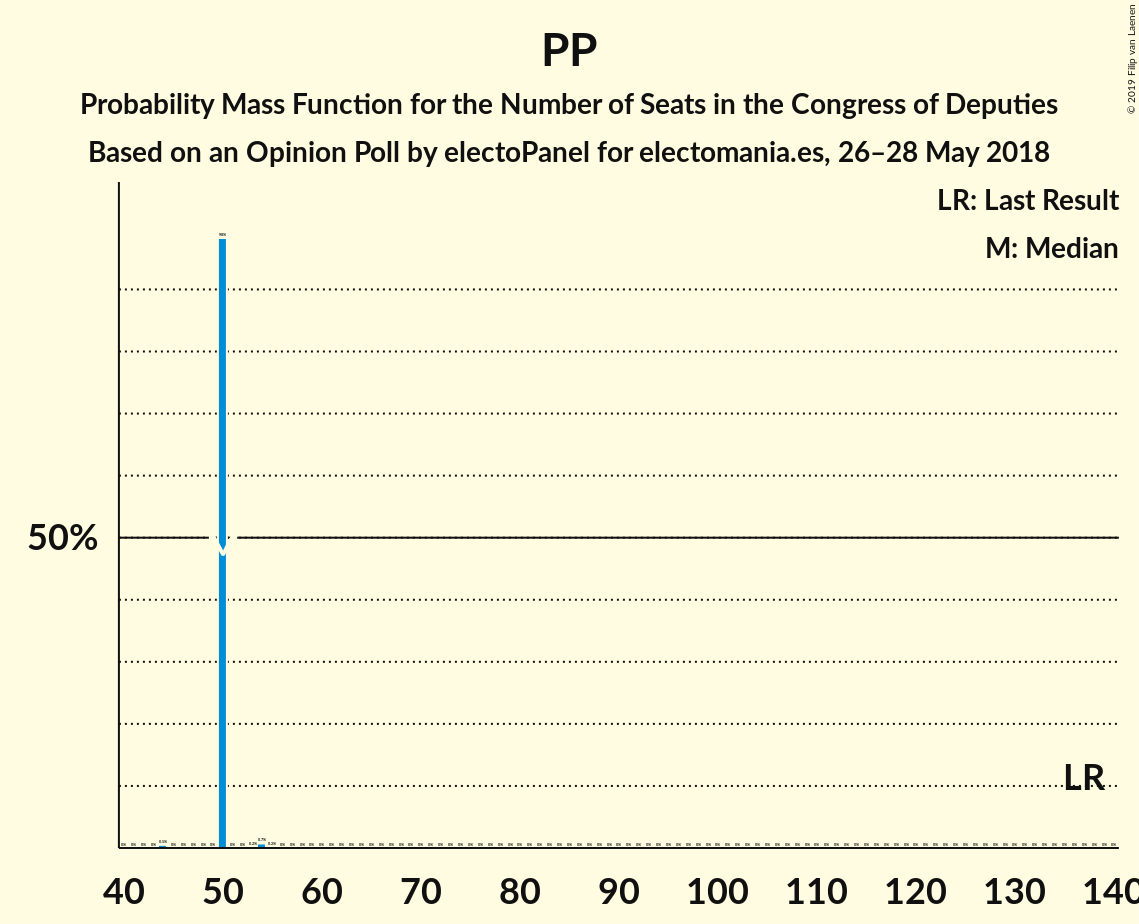 PP
Probability Mass Function for the Number of Seats in the Congress of Deputies
Based on an Opinion Poll by electoPanel for electomania.es, 26–28 May 2018
© 2019 Filip van Laenen
LR: Last Result
M: Median
50%
LR
40 50 60 70 80 90 100 110 120 130 140